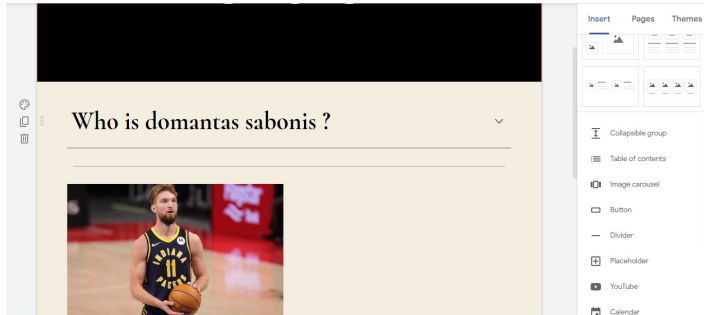 Insert Pages Themes
Who is domantas sabonis ?
INDIANA
11
PACERS
Collapsible group
Table of contents
Image carousel
Button
Divider
Placeholder
YouTube
Calendar